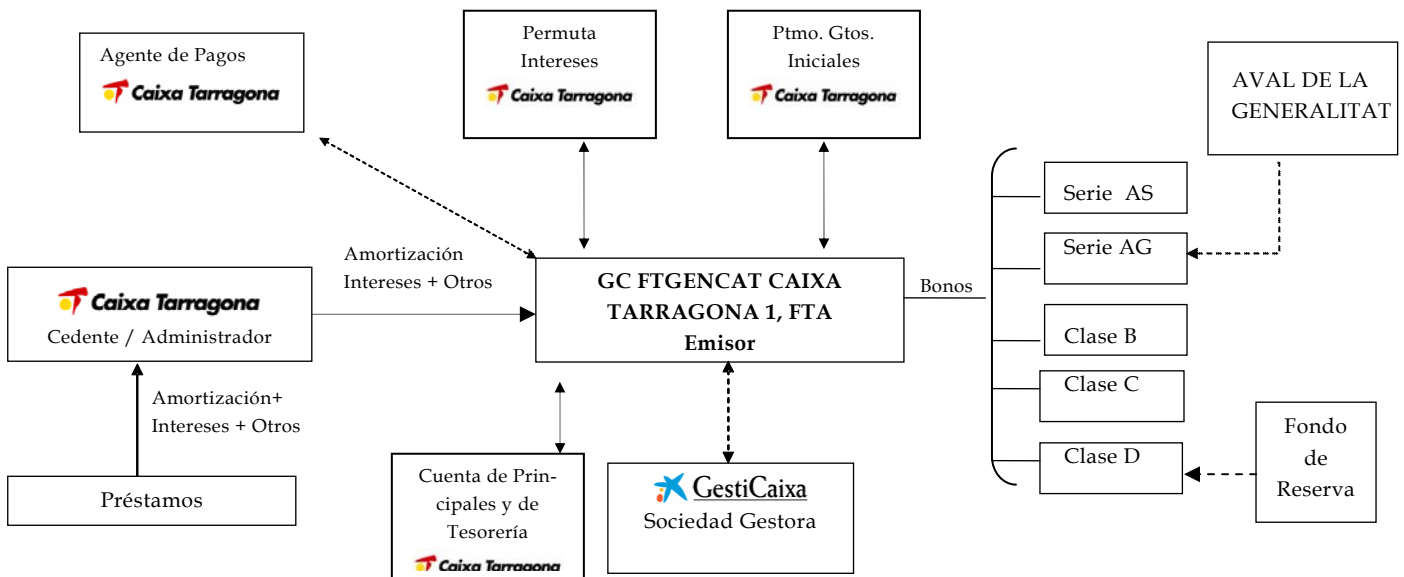 Agente de Pagos
Caixa Tarragona
Permuta
Intereses
Caixa Tarragona
Ptmo. Gtos.
Iniciales
Caixa Tarragona
AVAL DE LA
GENERALITAT
Serie AS
Serie AG
Clase B
Clase C
Clase D
Bonos
Fondo
de
Reserva
Amortización
Intereses + Otros
GC FTGENCAT CAIXA
TARRAGONA 1, FTA
Emisor
Caixa Tarragona
Cedente / Administrador
Amortización+
Intereses + Otros
Préstamos
Cuenta de Prin-
cipales y de
Tesorería
Caixa Tarragona
GestiCaixa
Sociedad Gestora